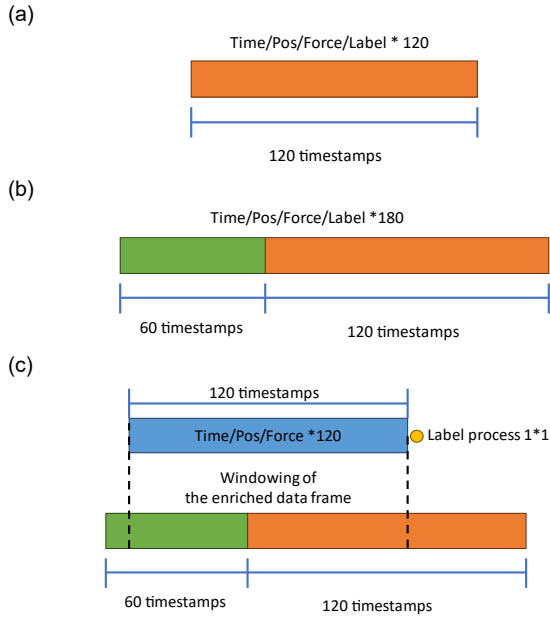 (a)
Time/Pos/Force/Label * 120
120 timestamps
(b)
Time/Pos/Force/Label *180
60 timestamps
120 timestamps
(c)
120 timestamps
Time/Pos/Force *120
Label process 1*1
Windowing of
the enriched data frame
60 timestamps
120 timestamps